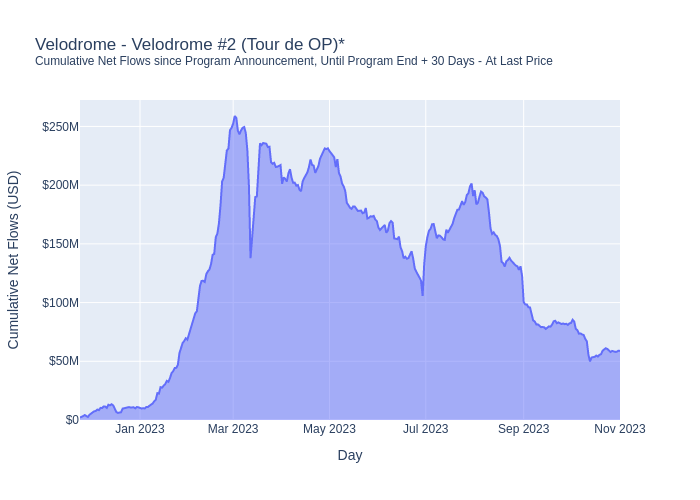 Velodrome - Velodrome #2 (Tour de OP)*
Cumulative Net Flows since Program Announcement, Until Program End + 30 Days - At Last Price
Cumulative Net Flows (USD)
$250M
$200M
$150M
$100M
$50M
$0
Jan 2023
Mar 2023
May 2023
Jul 2023
Sep 2023
Nov 2023
Day